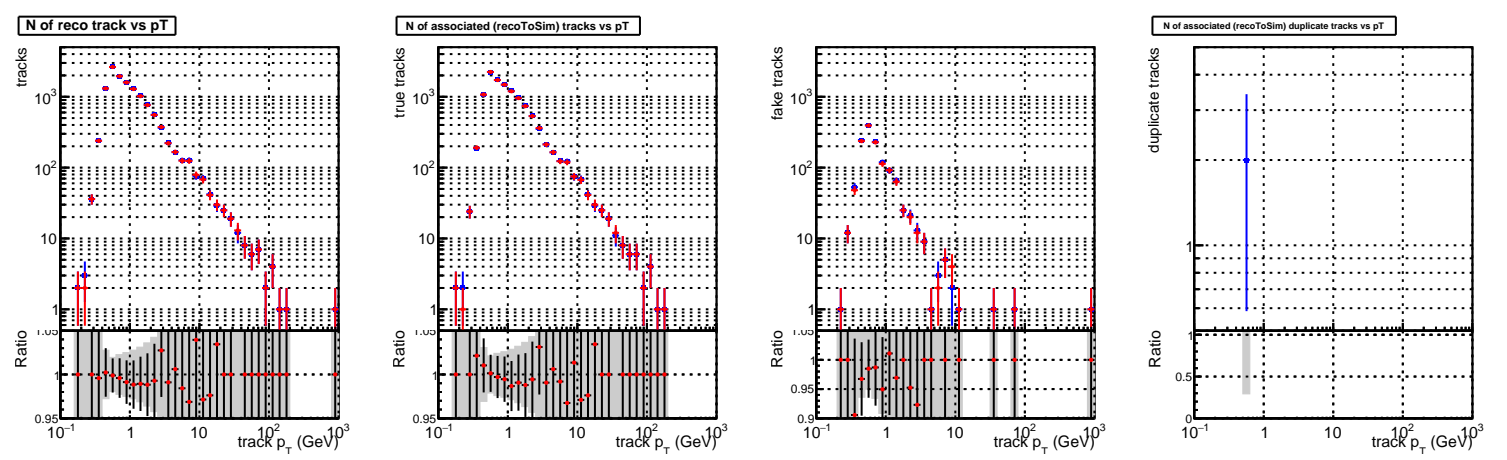 N of reco track vs pT
tracks
10³
10²
10
1
Ratio
1.05
1
0.95
10⁻¹ 1 10 10² 10³
track p_T (GeV)
N of associated (recoToSim) tracks vs pT
true tracks
10³
10²
10
1
Ratio
1.05
1
0.95
10⁻¹ 1 10 10² 10³
track p_T (GeV)
fake tracks
10³
10²
10
1
Ratio
1
0.95
0.9
10⁻¹ 1 10 10² 10³
track p_T (GeV)
N of associated (recoToSim) duplicate tracks vs pT
duplicate tracks
1
Ratio
1
0.5
0
10⁻¹ 1 10 10² 10³
track p_T (GeV)